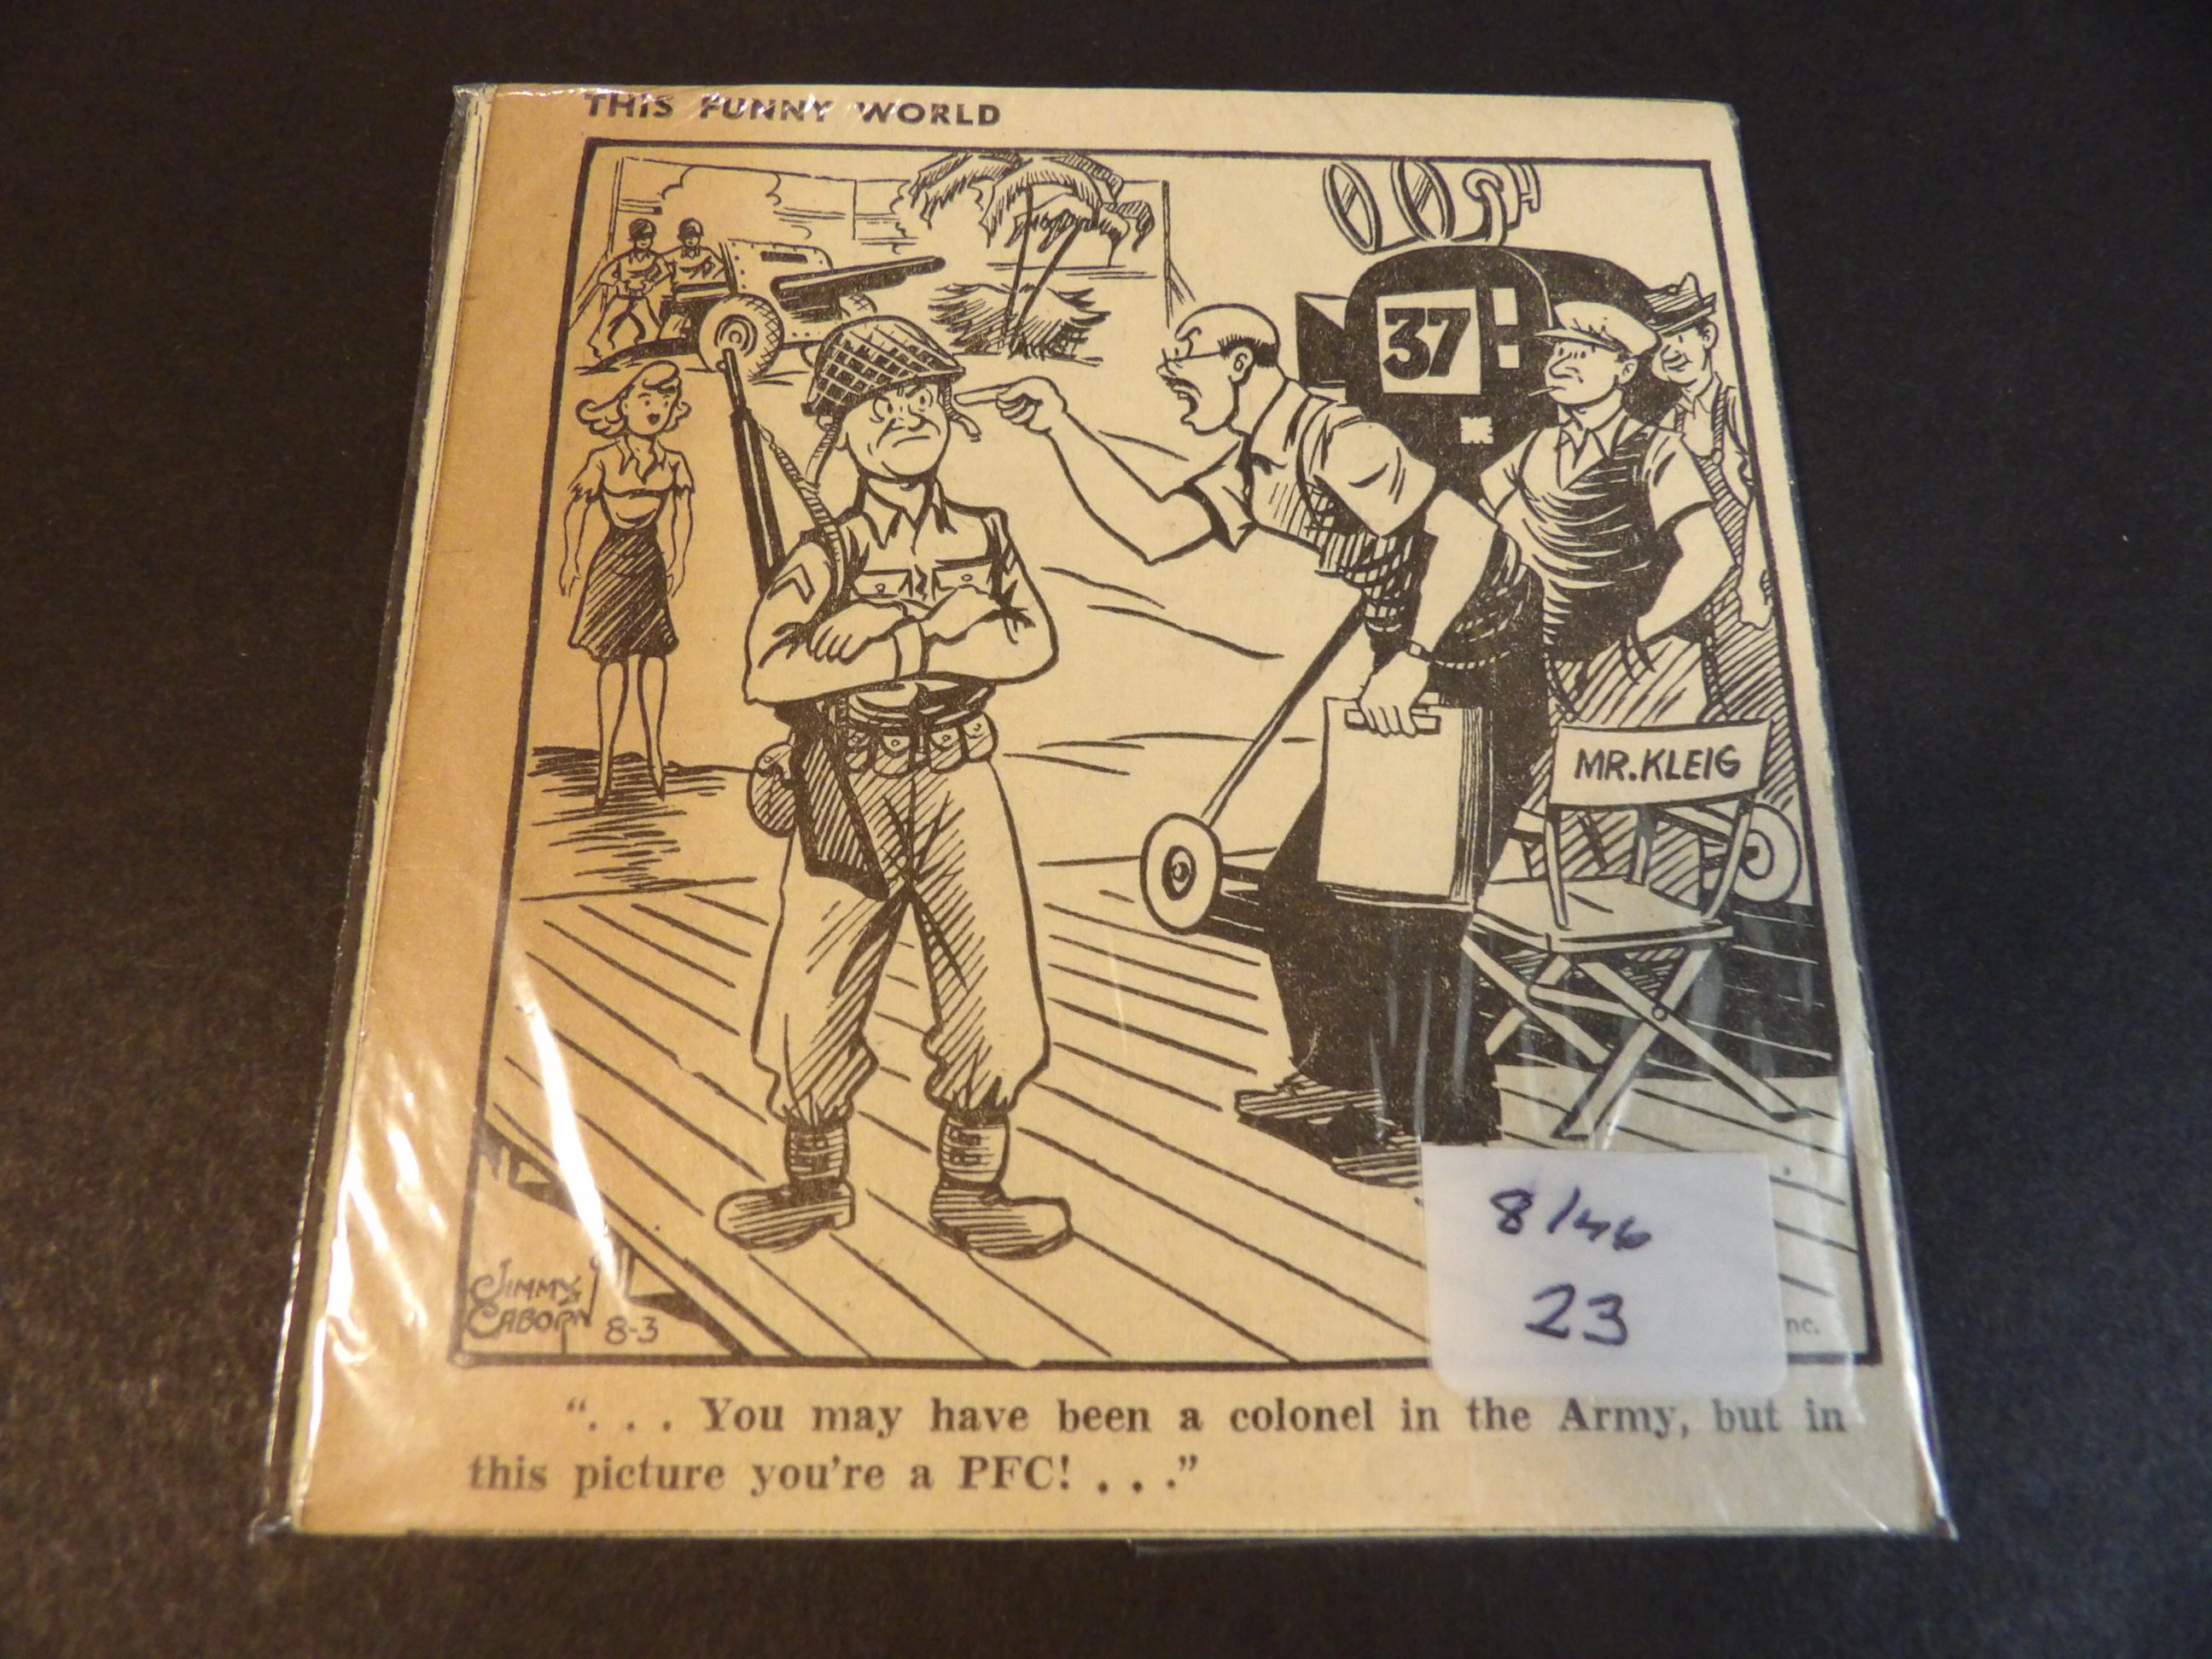 THIS FUNNY WORLD
37
MR. KLEIG
JIMMY
CABORN
8-3
8/46
23
nc.
". . . You may have been a colonel in the Army, but in
this picture you're a PFC! . . ."